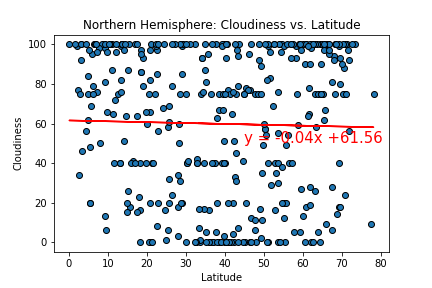 Northern Hemisphere: Cloudiness vs. Latitude
100
80
60
40
20
0
Cloudiness
y = -0.04x +61.56
0 10 20 30 40 50 60 70 80
Latitude